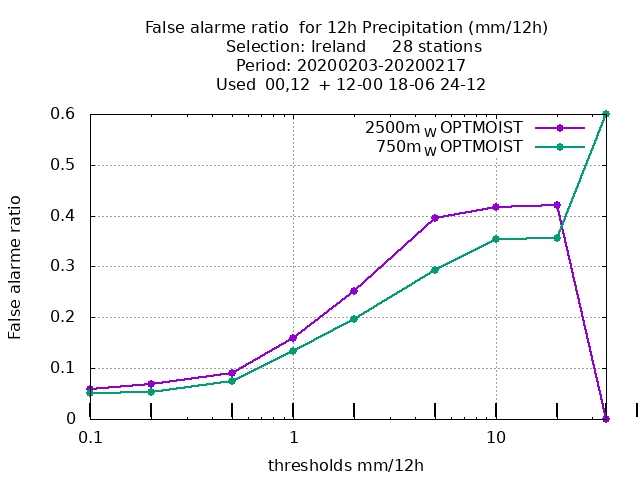 False alarme ratio  for 12h Precipitation (mm/12h)
Selection: Ireland     28 stations
Period: 20200203-20200217
Used  00,12  + 12-00 18-06 24-12
2500m W OPTMOIST
750m W OPTMOIST
0.6
0.5
0.4
0.3
0.2
0.1
0
False alarme ratio
0.1 1 10
thresholds mm/12h